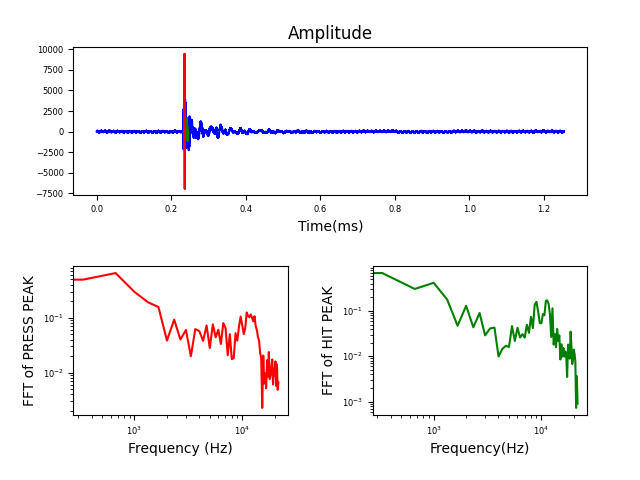 Amplitude
10000
7500
5000
2500
0
−2500
−5000
−7500
0.0 0.2 0.4 0.6 0.8 1.0 1.2
Time(ms)
FFT of PRESS PEAK
10⁻¹
10⁻²
10³ 10⁴
Frequency (Hz)
FFT of HIT PEAK
10⁻¹
10⁻²
10⁻³
10³ 10⁴
Frequency(Hz)